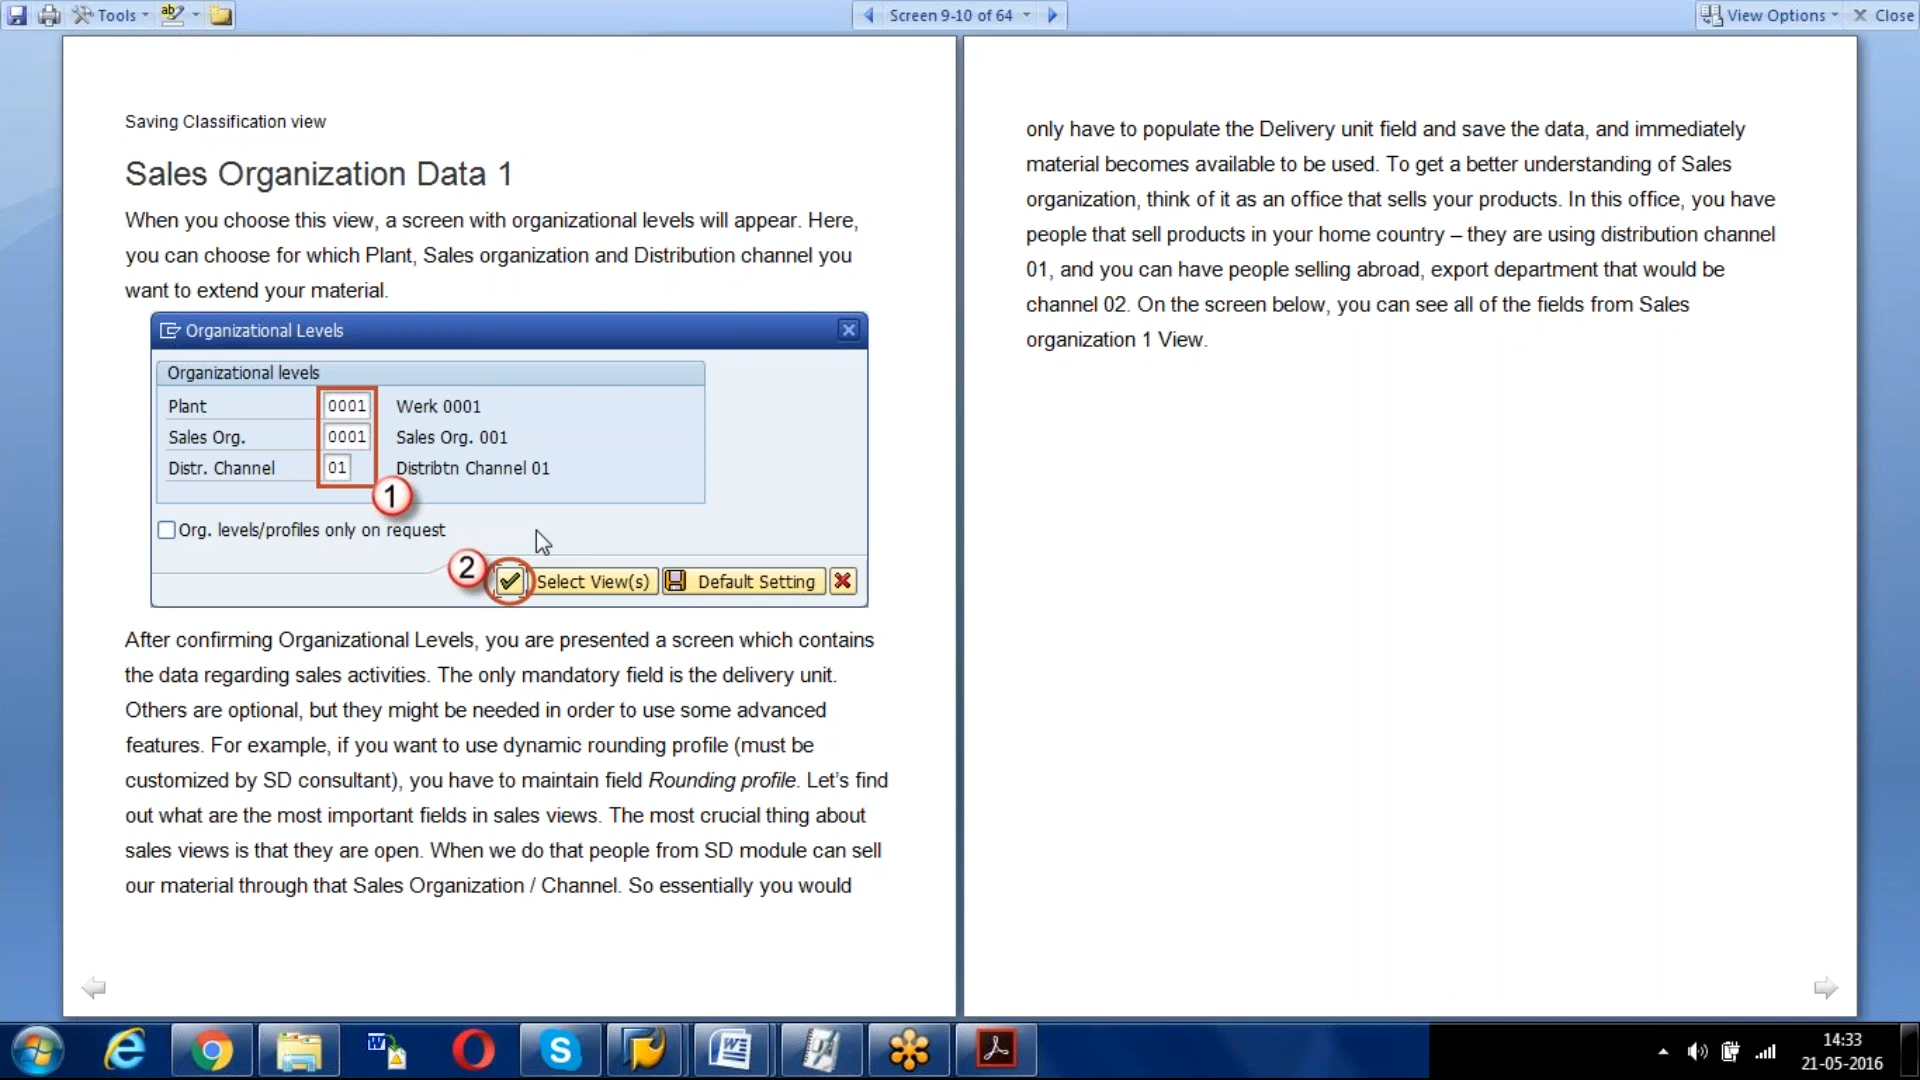 Tools
Screen 9-10 of 64
View Options
Close
Saving Classification view
Sales Organization Data 1
When you choose this view, a screen with organizational levels will appear. Here,
you can choose for which Plant, Sales organization and Distribution channel you
want to extend your material.
Organizational Levels
Organizational levels
Plant 0001 Werk 0001
Sales Org. 0001 Sales Org. 001
Distr. Channel 01 Distribtn Channel 01
1
Org. levels/profiles only on request
2
Select View(s) Default Setting
After confirming Organizational Levels, you are presented a screen which contains
the data regarding sales activities. The only mandatory field is the delivery unit.
Others are optional, but they might be needed in order to use some advanced
features. For example, if you want to use dynamic rounding profile (must be
customized by SD consultant), you have to maintain field Rounding profile. Let’s find
out what are the most important fields in sales views. The most crucial thing about
sales views is that they are open. When we do that people from SD module can sell
our material through that Sales Organization / Channel. So essentially you would
only have to populate the Delivery unit field and save the data, and immediately
material becomes available to be used. To get a better understanding of Sales
organization, think of it as an office that sells your products. In this office, you have
people that sell products in your home country – they are using distribution channel
01, and you can have people selling abroad, export department that would be
channel 02. On the screen below, you can see all of the fields from Sales
organization 1 View.
14:33
21-05-2016